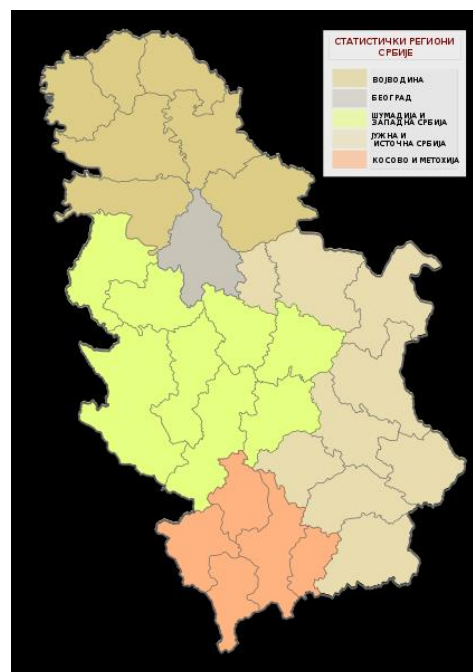 СТАТИСТИЧКИ РЕГИОНИ
СРБИЈЕ
ВОЈВОДИНА
БЕОГРАД
ШУМАДИЈА И
ЗАПАДНА СРБИЈА
ЈУЖНА И
ИСТОЧНА СРБИЈА
КОСОВО И МЕТОХИЈА